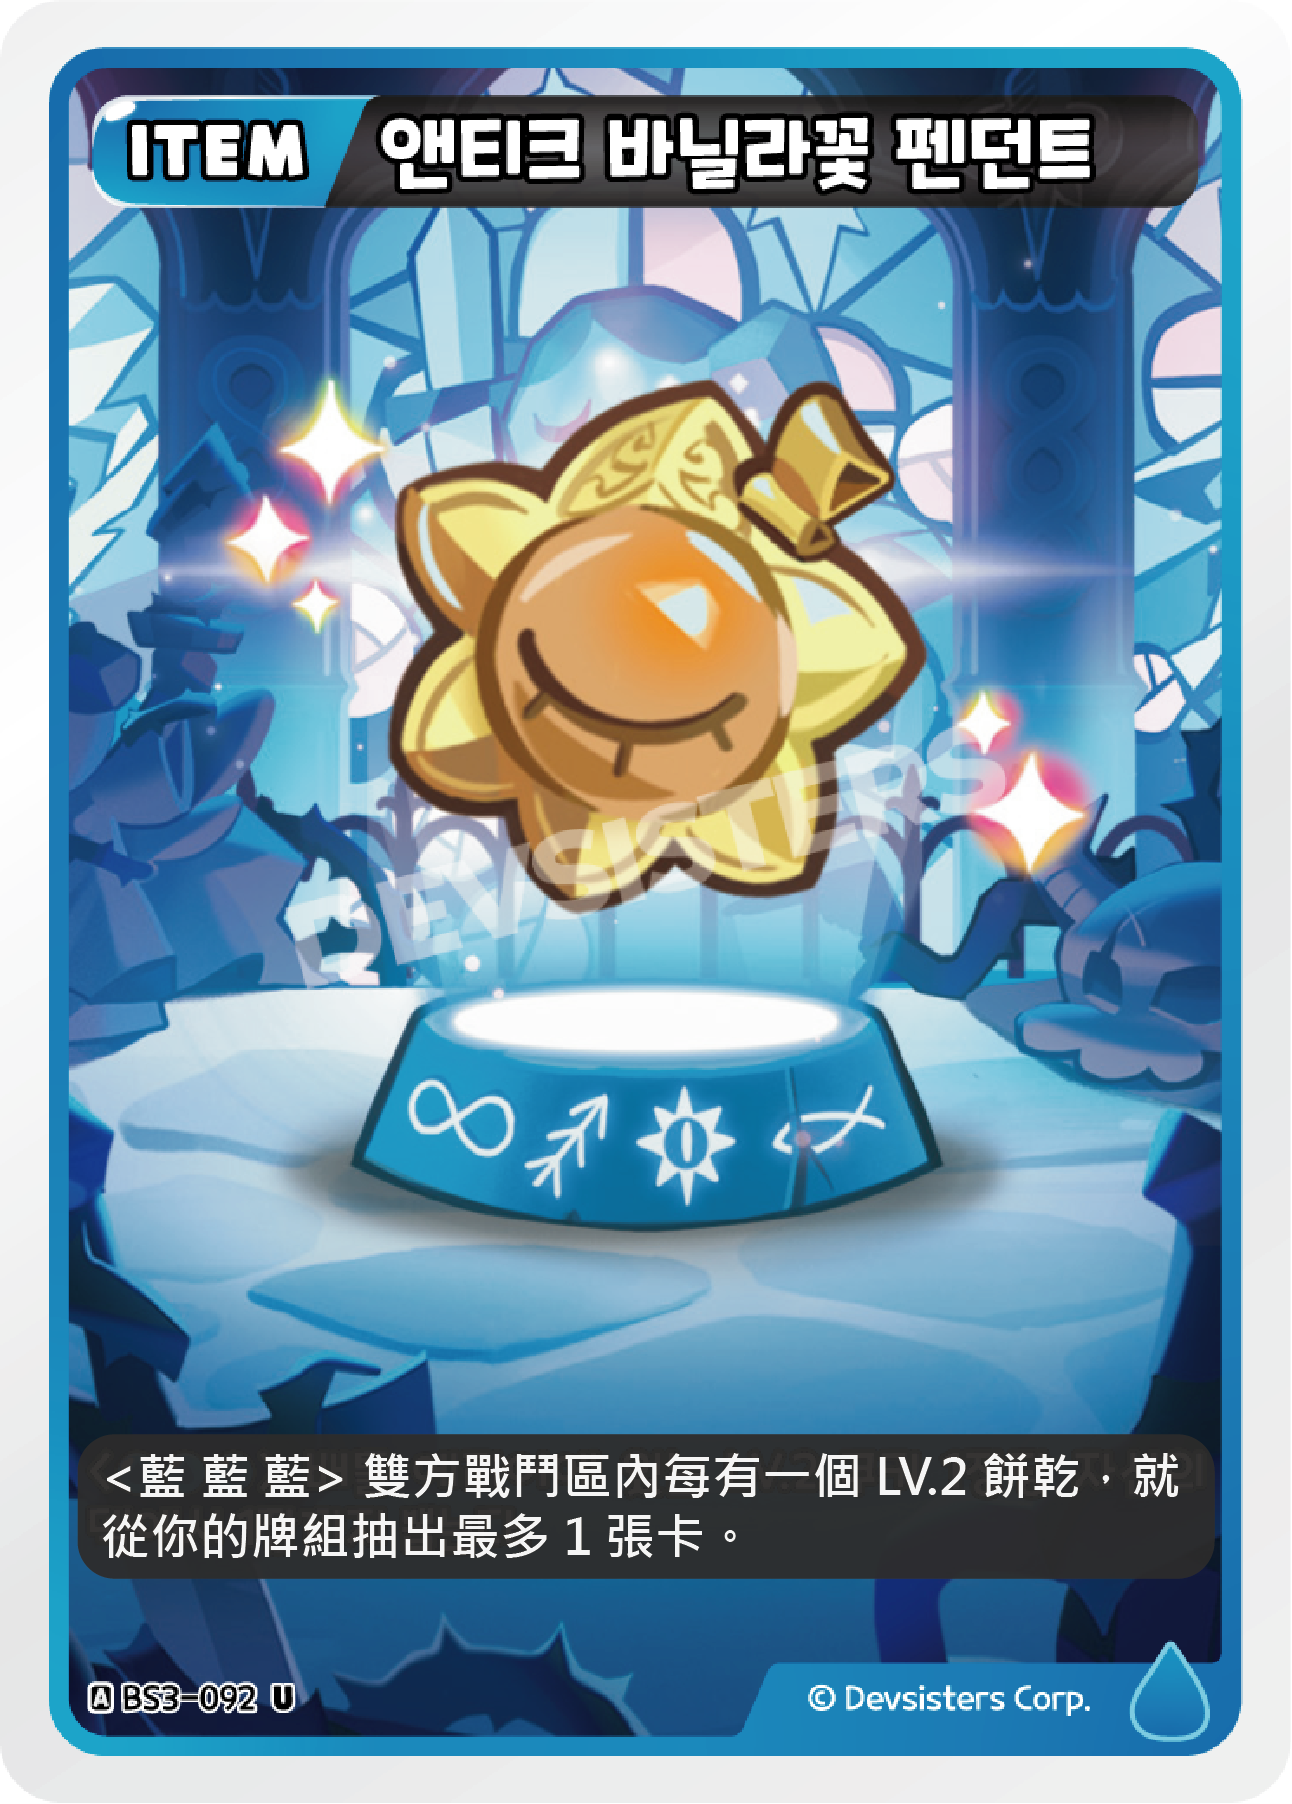 ITEM 앤티크 바닐라꽃 펜던트
DEVSISTERS
<藍 藍 藍> 雙方戰鬥區內每有一個 LV.2 餅乾，就
從你的牌組抽出最多 1 張卡。
A BS3-092 U © Devsisters Corp.